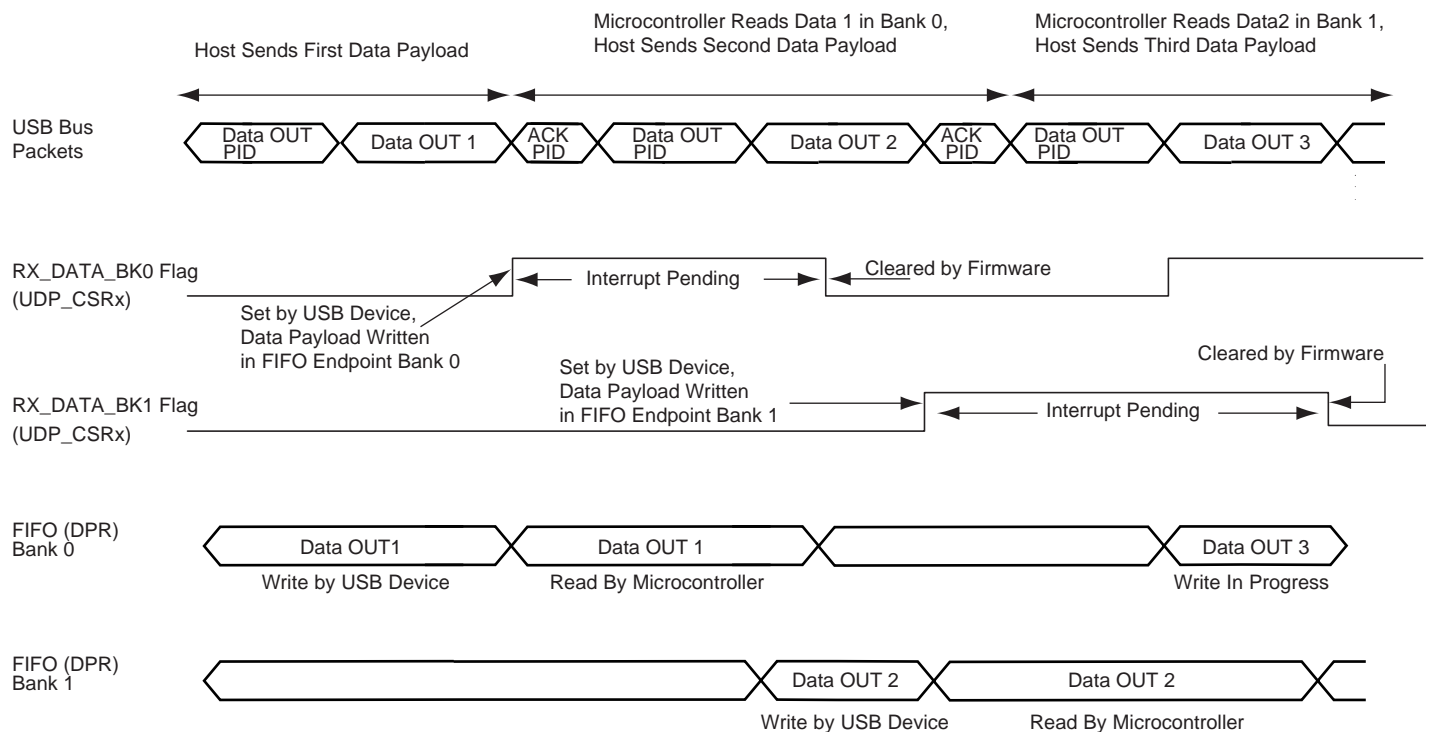 Microcontroller Reads Data 1 in Bank 0,
Host Sends Second Data Payload
Microcontroller Reads Data2 in Bank 1,
Host Sends Third Data Payload
Host Sends First Data Payload
USB Bus
Packets
Data OUT
PID
Data OUT 1
ACK
PID
Data OUT
PID
Data OUT 2
ACK
PID
Data OUT
PID
Data OUT 3
RX_DATA_BK0 Flag
(UDP_CSRx)
Interrupt Pending
Cleared by Firmware
Set by USB Device,
Data Payload Written
in FIFO Endpoint Bank 0
Cleared by Firmware
Set by USB Device,
Data Payload Written
in FIFO Endpoint Bank 1
RX_DATA_BK1 Flag
(UDP_CSRx)
Interrupt Pending
FIFO (DPR)
Bank 0
Data OUT1
Data OUT 1
Data OUT 3
Write by USB Device
Read By Microcontroller
Write In Progress
FIFO (DPR)
Bank 1
Data OUT 2
Data OUT 2
Write by USB Device
Read By Microcontroller